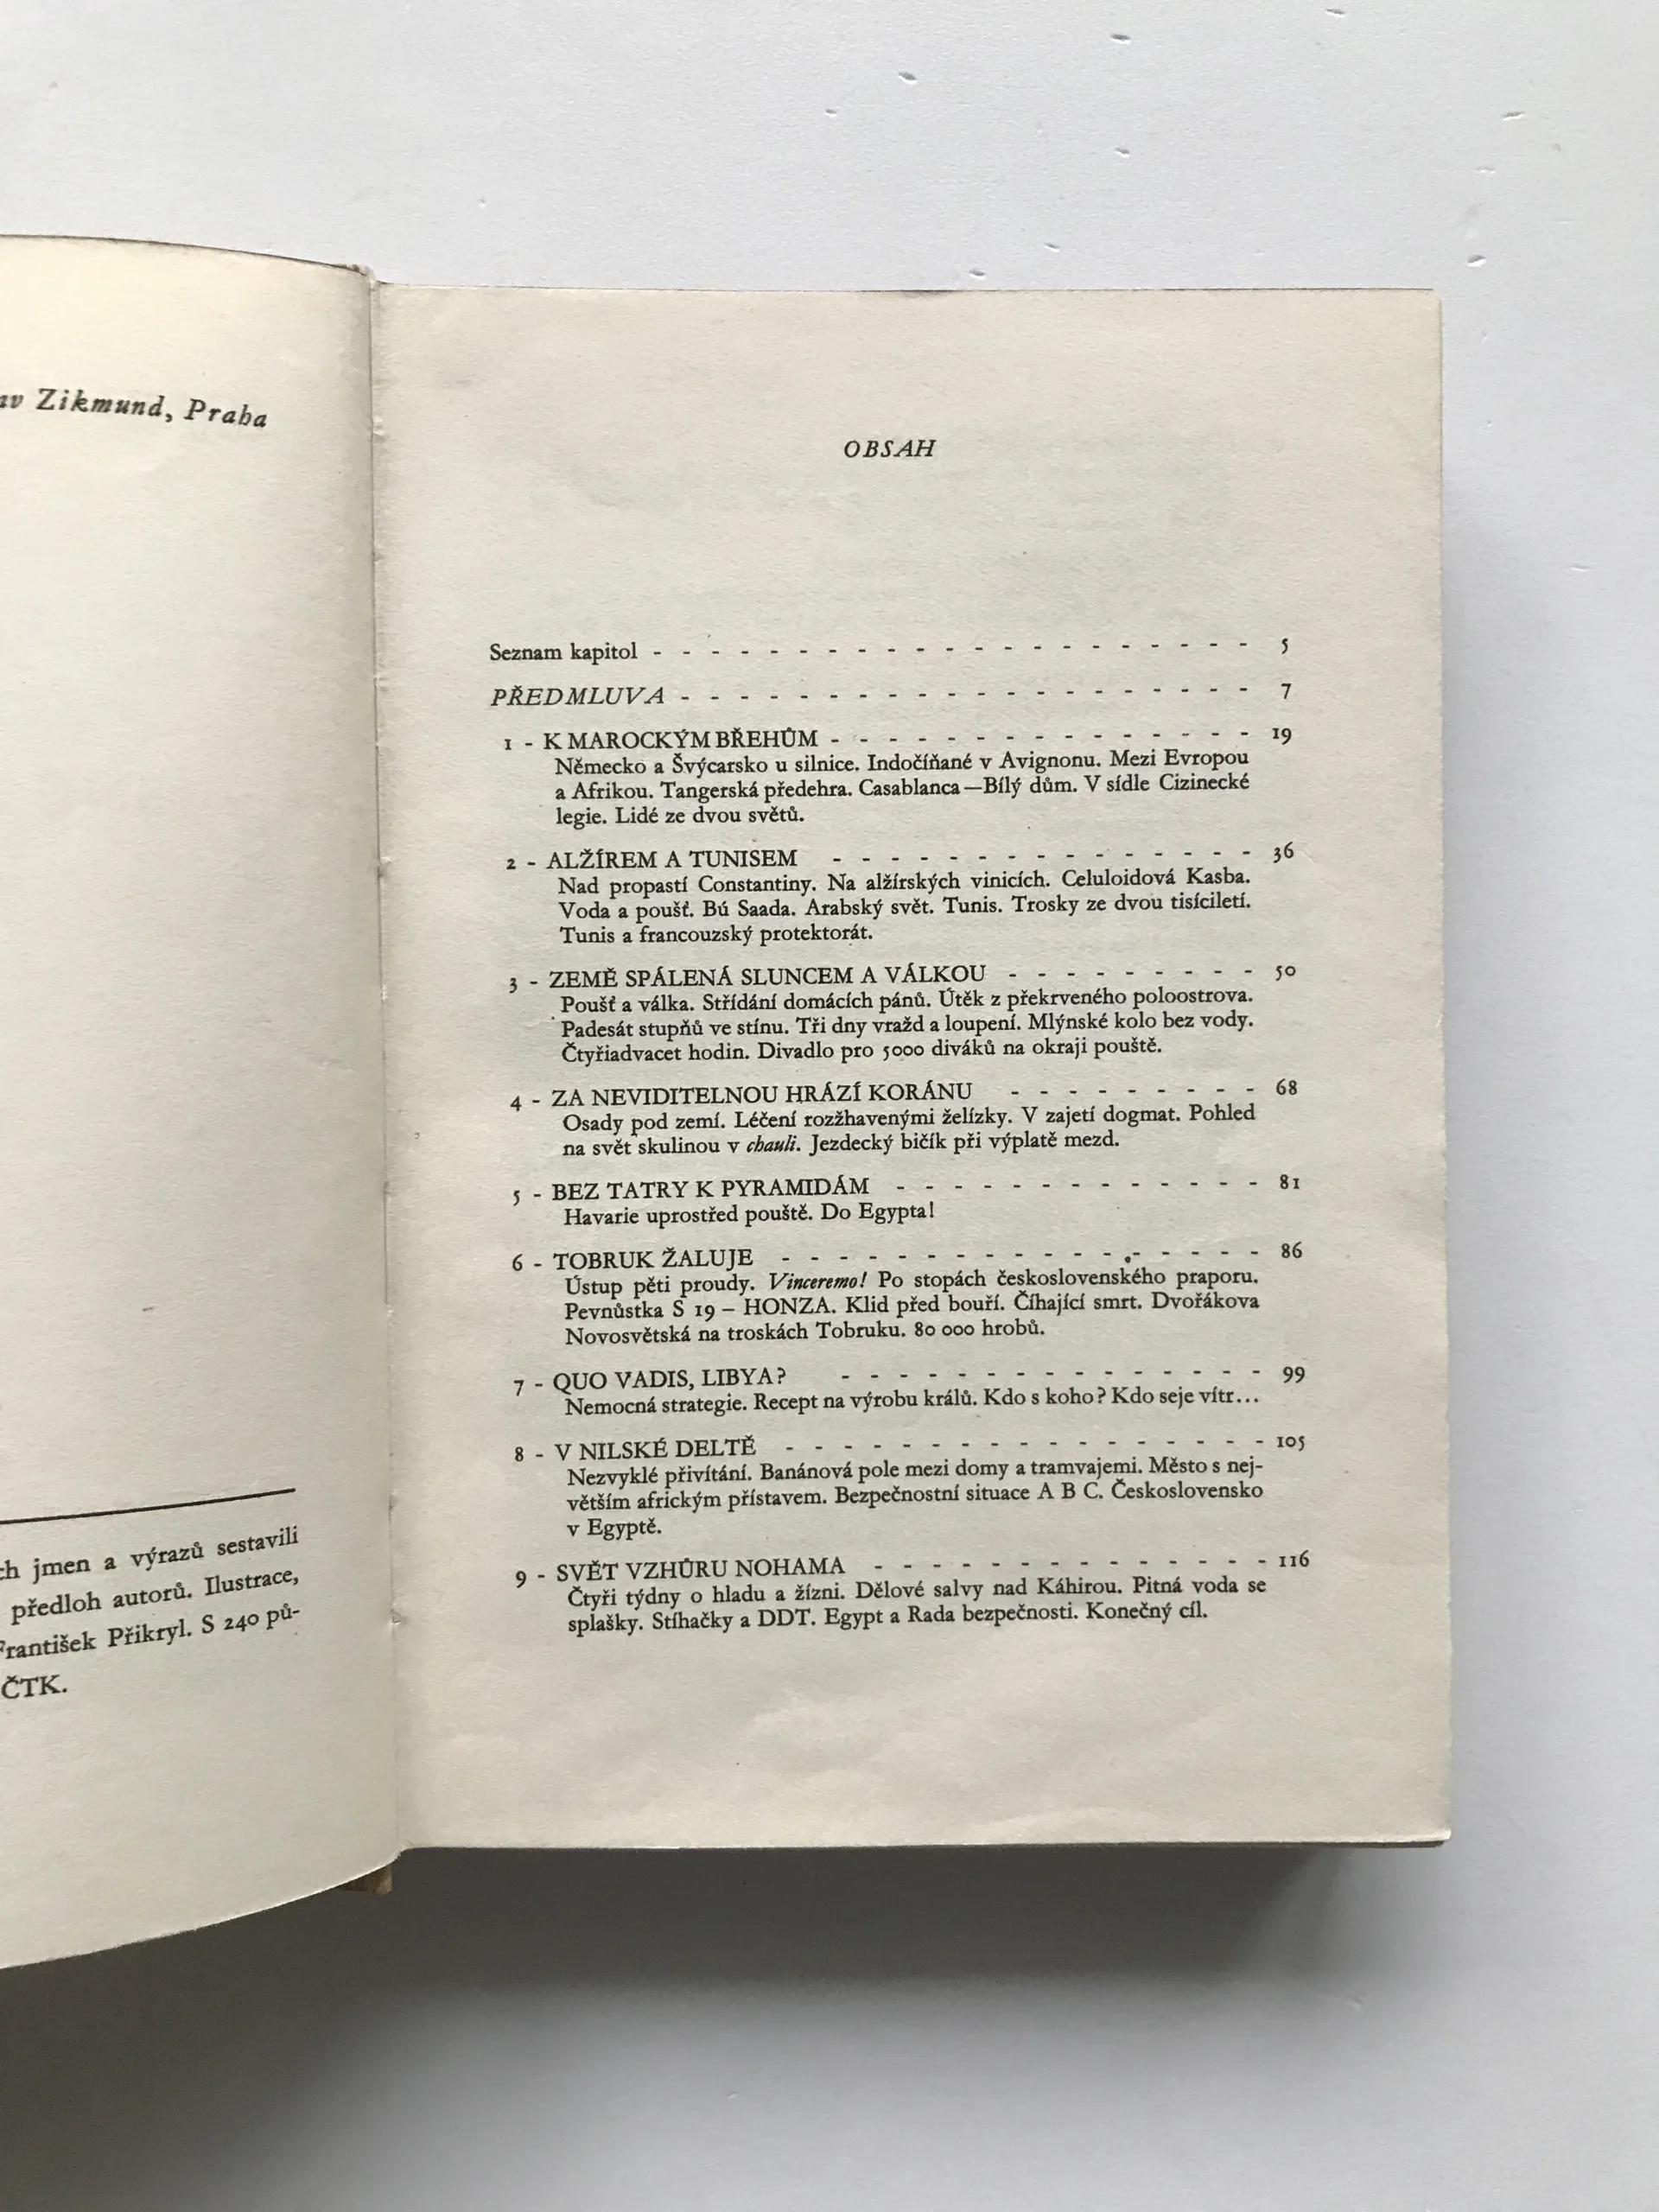 Zikmund, Praha
jmen a výrazů sestavili
předloh autorů. Ilustrace,
František Přikryl. S 240 pů-
ČTK.
OBSAH
Seznam kapitol - - - - - - - - - - - - - - - - - - - - - 5
PŘEDMLUVA - - - - - - - - - - - - - - - - - - - - 7
1 - K MAROCKÝM BŘEHŮM - - - - - - - - - - - - - - - 19
Německo a Švýcarsko u silnice. Indočíňané v Avignonu. Mezi Evropou
a Afrikou. Tangerská předehra. Casablanca—Bílý dům. V sídle Cizinecké
legie. Lidé ze dvou světů.
2 - ALŽÍREM A TUNISEM - - - - - - - - - - - - - - - 36
Nad propastí Constantiny. Na alžírských vinicích. Celuloidová Kasba.
Voda a poušť. Bú Saada. Arabský svět. Tunis. Trosky ze dvou tisíciletí.
Tunis a francouzský protektorát.
3 - ZEMĚ SPÁLENÁ SLUNCEM A VÁLKOU - - - - - - - - - 50
Poušť a válka. Střídání domácích pánů. Útěk z překrveného poloostrova.
Padesát stupňů ve stínu. Tři dny vražd a loupení. Mlýnské kolo bez vody.
Čtyřiadvacet hodin. Divadlo pro 5000 diváků na okraji pouště.
4 - ZA NEVIDITELNOU HRÁZÍ KORÁNU - - - - - - - - - 68
Osady pod zemí. Léčení rozžhavenými želízky. V zajetí dogmat. Pohled
na svět skulinou v chauli. Jezdecký bičík při výplatě mezd.
5 - BEZ TATRY K PYRAMIDÁM - - - - - - - - - - - - - 81
Havarie uprostřed pouště. Do Egypta!
6 - TOBRUK ŽALUJE - - - - - - - - - - - - - - - - - 86
Ústup pěti proudy. Vinceremo! Po stopách československého praporu.
Pevnůstka S 19 – HONZA. Klid před bouří. Číhající smrt. Dvořákova
Novosvětská na troskách Tobruku. 80 000 hrobů.
7 - QUO VADIS, LIBYA? - - - - - - - - - - - - - - - 99
Nemocná strategie. Recept na výrobu králů. Kdo s koho? Kdo seje vítr...
8 - V NILSKÉ DELTĚ - - - - - - - - - - - - - - - - - 105
Nezvyklé přivítání. Banánová pole mezi domy a tramvajemi. Město s nej-
větším africkým přístavem. Bezpečnostní situace A B C. Československo
v Egyptě.
9 - SVĚT VZHŮRU NOHAMA - - - - - - - - - - - - - - 116
Čtyři týdny o hladu a žízni. Dělové salvy nad Káhirou. Pitná voda se
splašky. Stíhačky a DDT. Egypt a Rada bezpečnosti. Konečný cíl.